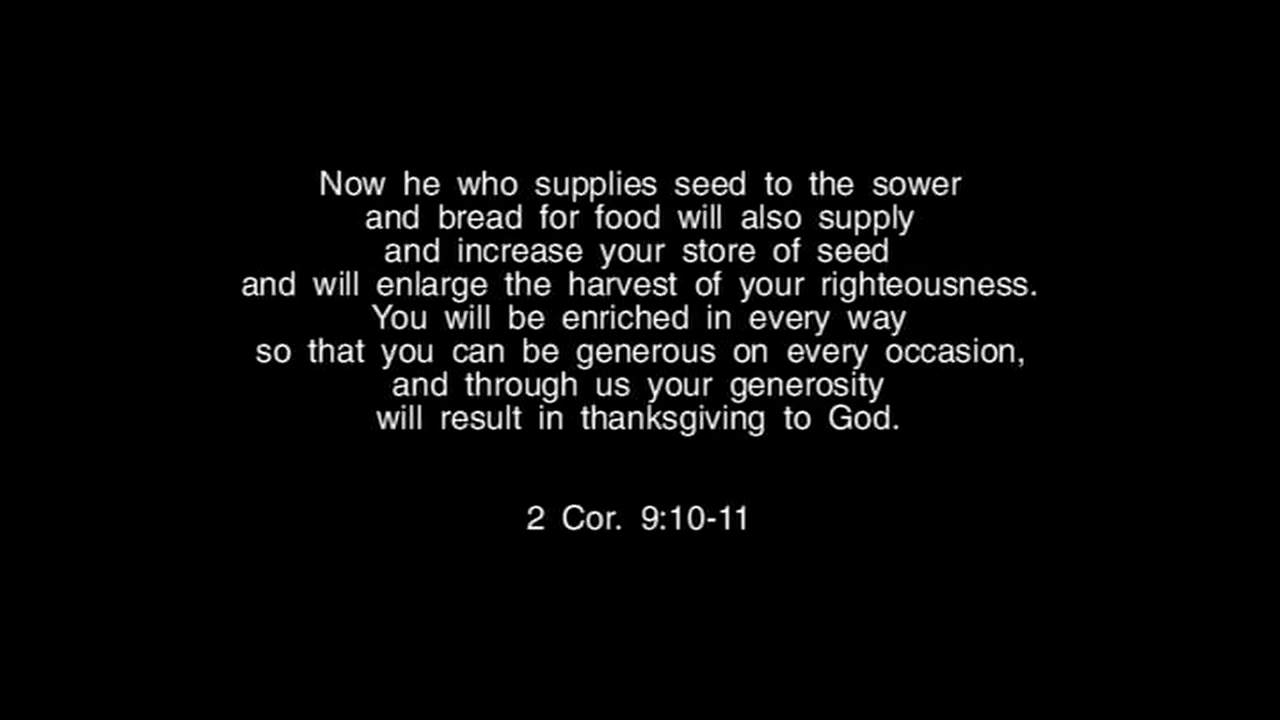 Now he who supplies seed to the sower
and bread for food will also supply
and increase your store of seed
and will enlarge the harvest of your righteousness.
You will be enriched in every way
so that you can be generous on every occasion,
and through us your generosity
will result in thanksgiving to God.
2 Cor. 9:10-11